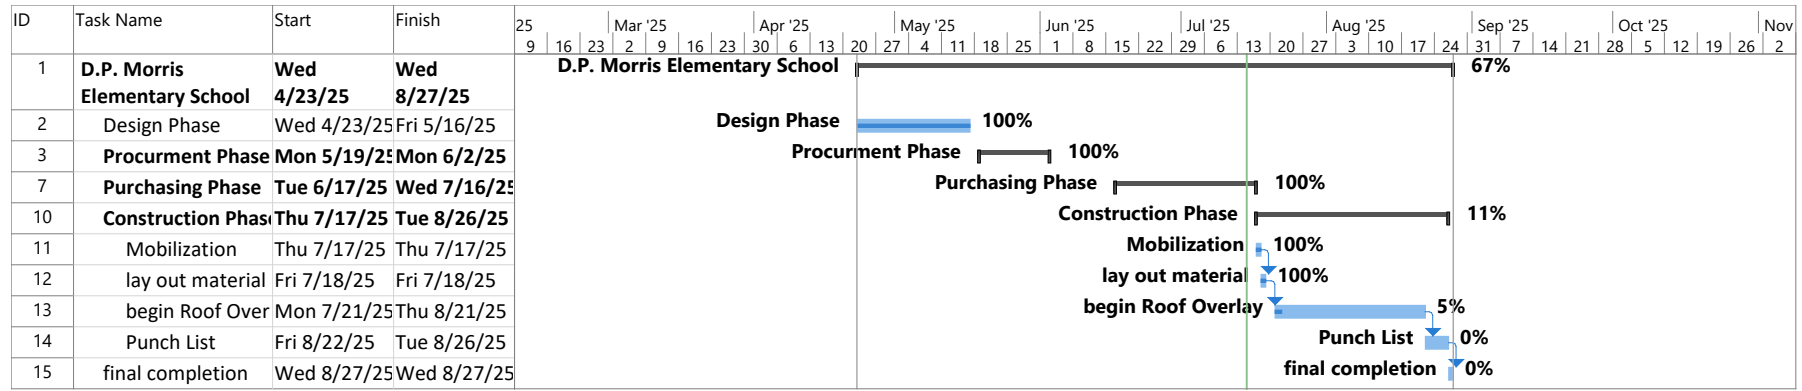 ID Task Name Start Finish 25 Mar '25 Apr '25 May '25 Jun '25 Jul '25 Aug '25 Sep '25 Oct '25 Nov
9 16 23 2 9 16 23 30 6 13 20 27 4 11 18 25 1 8 15 22 29 6 13 20 27 3 10 17 24 31 7 14 21 28 5 12 19 26 2
1 D.P. Morris Wed Wed D.P. Morris Elementary School 67%
Elementary School 4/23/25 8/27/25
2 Design Phase Wed 4/23/25 Fri 5/16/25 Design Phase 100%
3 Procurment Phase Mon 5/19/25 Mon 6/2/25 Procurment Phase 100%
7 Purchasing Phase Tue 6/17/25 Wed 7/16/25 Purchasing Phase 100%
10 Construction Phas Thu 7/17/25 Tue 8/26/25 Construction Phase 11%
11 Mobilization Thu 7/17/25 Thu 7/17/25 Mobilization 100%
12 lay out material Fri 7/18/25 Fri 7/18/25 lay out material 100%
13 begin Roof Over Mon 7/21/25 Thu 8/21/25 begin Roof Overlay 5%
14 Punch List Fri 8/22/25 Tue 8/26/25 Punch List 0%
15 final completion Wed 8/27/25 Wed 8/27/25 final completion 0%